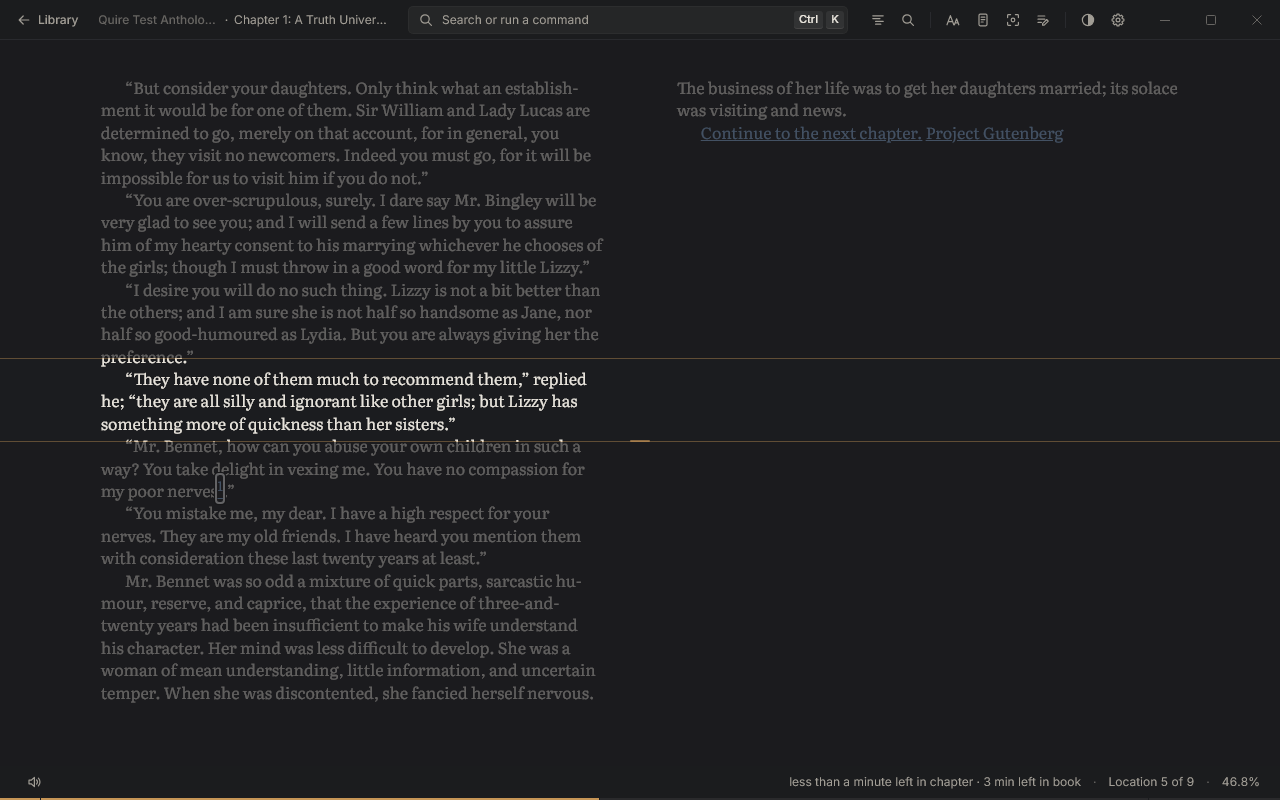 Library
Quire Test Antholo... · Chapter 1: A Truth Univer...
Search or run a command
Ctrl K
“But consider your daughters. Only think what an establish-
ment it would be for one of them. Sir William and Lady Lucas are
determined to go, merely on that account, for in general, you
know, they visit no newcomers. Indeed you must go, for it will be
impossible for us to visit him if you do not.”
“You are over-scrupulous, surely. I dare say Mr. Bingley will be
very glad to see you; and I will send a few lines by you to assure
him of my hearty consent to his marrying whichever he chooses of
the girls; though I must throw in a good word for my little Lizzy.”
“I desire you will do no such thing. Lizzy is not a bit better than
the others; and I am sure she is not half so handsome as Jane, nor
half so good-humoured as Lydia. But you are always giving her the
preference.”
“They have none of them much to recommend them,” replied
he; “they are all silly and ignorant like other girls; but Lizzy has
something more of quickness than her sisters.”
“Mr. Bennet, how can you abuse your own children in such a
way? You take delight in vexing me. You have no compassion for
my poor nerves1.”
“You mistake me, my dear. I have a high respect for your
nerves. They are my old friends. I have heard you mention them
with consideration these last twenty years at least.”
Mr. Bennet was so odd a mixture of quick parts, sarcastic hu-
mour, reserve, and caprice, that the experience of three-and-
twenty years had been insufficient to make his wife understand
his character. Her mind was less difficult to develop. She was a
woman of mean understanding, little information, and uncertain
temper. When she was discontented, she fancied herself nervous.
The business of her life was to get her daughters married; its solace
was visiting and news.
Continue to the next chapter. Project Gutenberg
less than a minute left in chapter · 3 min left in book · Location 5 of 9 · 46.8%